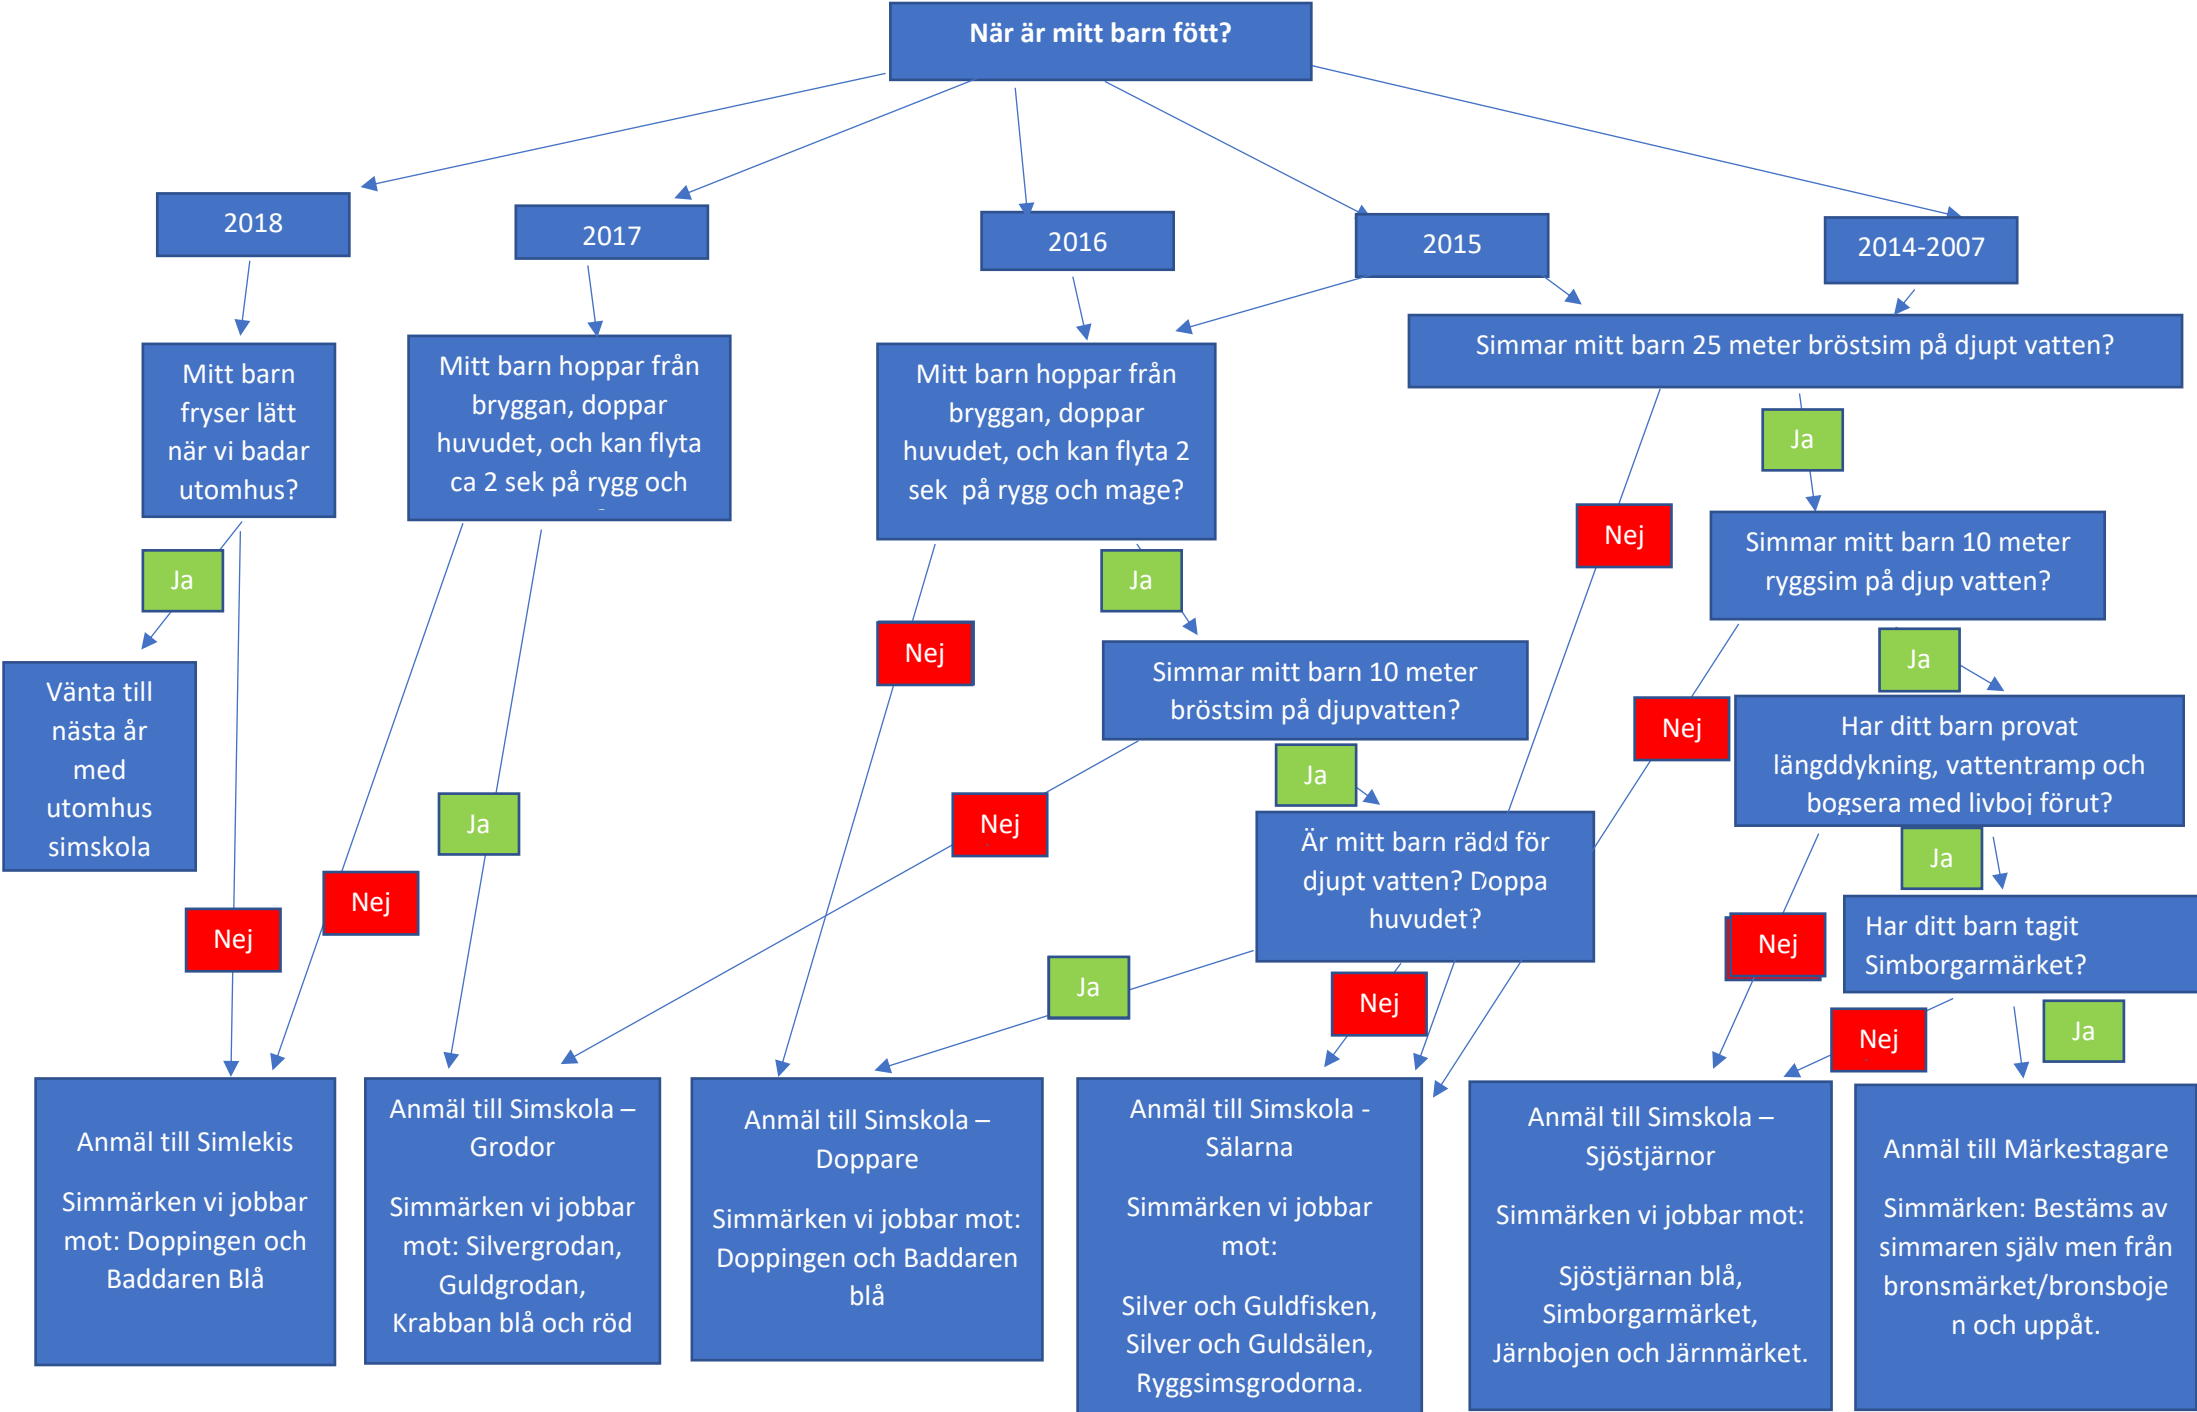 När är mitt barn fött?
2018
2017
2016
2015
2014-2007
Mitt barn
fryser lätt
när vi badar
utomhus?
Mitt barn hoppar från
bryggan, doppar
huvudet, och kan flyta
ca 2 sek på rygg och
Mitt barn hoppar från
bryggan, doppar
huvudet, och kan flyta 2
sek på rygg och mage?
Simmar mitt barn 25 meter bröstsim på djupt vatten?
Ja
Nej
Simmar mitt barn 10 meter
ryggsim på djup vatten?
Ja
Ja
Nej
Ja
Vänta till
nästa år
med
utomhus
simskola
Simmar mitt barn 10 meter
bröstsim på djupvatten?
Nej
Har ditt barn provat
längddykning, vattentramp och
bogsera med livboj förut?
Ja
Nej
Ja
Är mitt barn rädd för
djupt vatten? Doppa
huvudet?
Ja
Nej
Nej
Har ditt barn tagit
Simborgarmärket?
Nej
Ja
Nej
Nej
Ja
Anmäl till Simlekis
Simmärken vi jobbar
mot: Doppingen och
Baddaren Blå
Anmäl till Simskola –
Grodor
Simmärken vi jobbar
mot: Silvergrodan,
Guldgrodan,
Krabban blå och röd
Anmäl till Simskola –
Doppare
Simmärken vi jobbar mot:
Doppingen och Baddaren
blå
Anmäl till Simskola -
Sälarna
Simmärken vi jobbar
mot:
Silver och Guldfisken,
Silver och Guldsälen,
Ryggsimsgrodorna.
Anmäl till Simskola –
Sjöstjärnor
Simmärken vi jobbar mot:
Sjöstjärnan blå,
Simborgarmärket,
Järnbojen och Järnmärket.
Anmäl till Märkestagare
Simmärken: Bestäms av
simmaren själv men från
bronsmärket/bronsboje
n och uppåt.